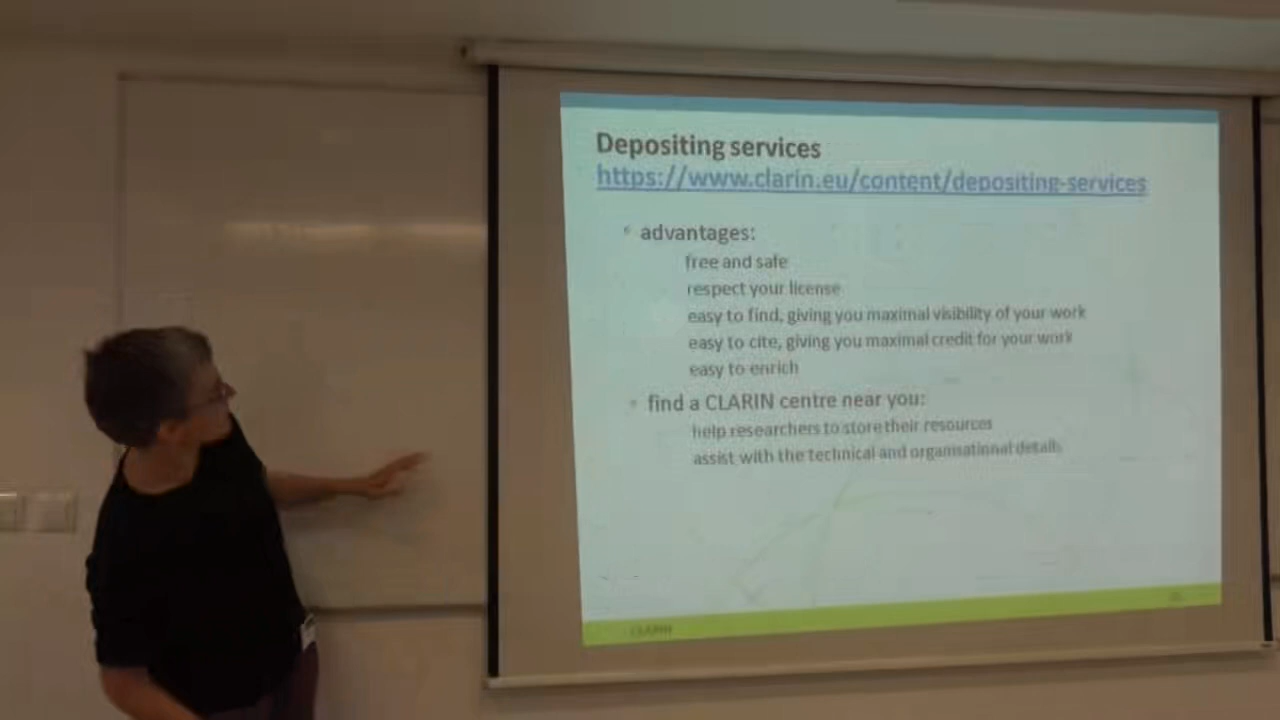 Depositing services
https://www.clarin.eu/content/depositing-services
advantages:
free and safe
respect your license
easy to find, giving you maximal visibility of your work
easy to cite, giving you maximal credit for your work
easy to enrich
find a CLARIN centre near you:
help researchers to store their resources
assist with the technical and organisational details
CLARIN